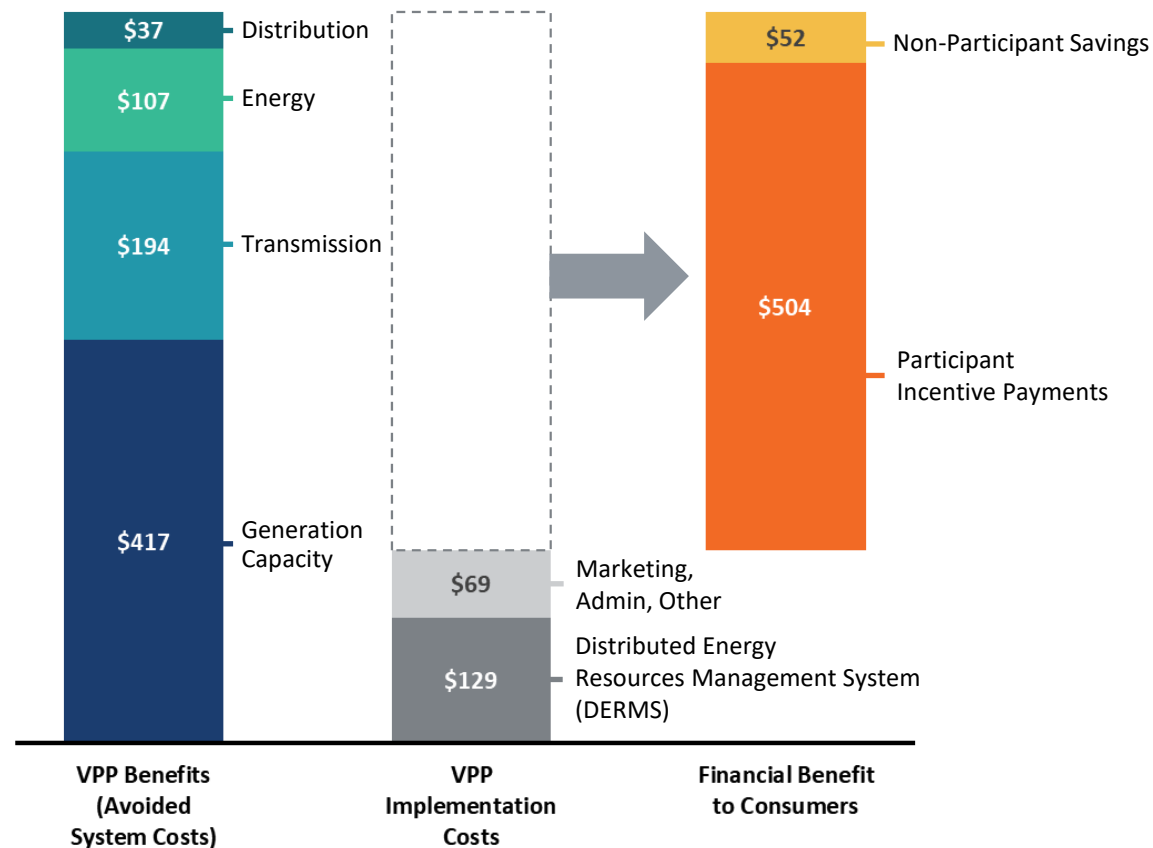 $37
Distribution
$107
Energy
$194
Transmission
$417
Generation
Capacity
$69
Marketing,
Admin, Other
$129
Distributed Energy
Resources Management System
(DERMS)
$52
Non-Participant Savings
$504
Participant
Incentive Payments
VPP Benefits
(Avoided
System Costs)
VPP
Implementation
Costs
Financial Benefit
to Consumers